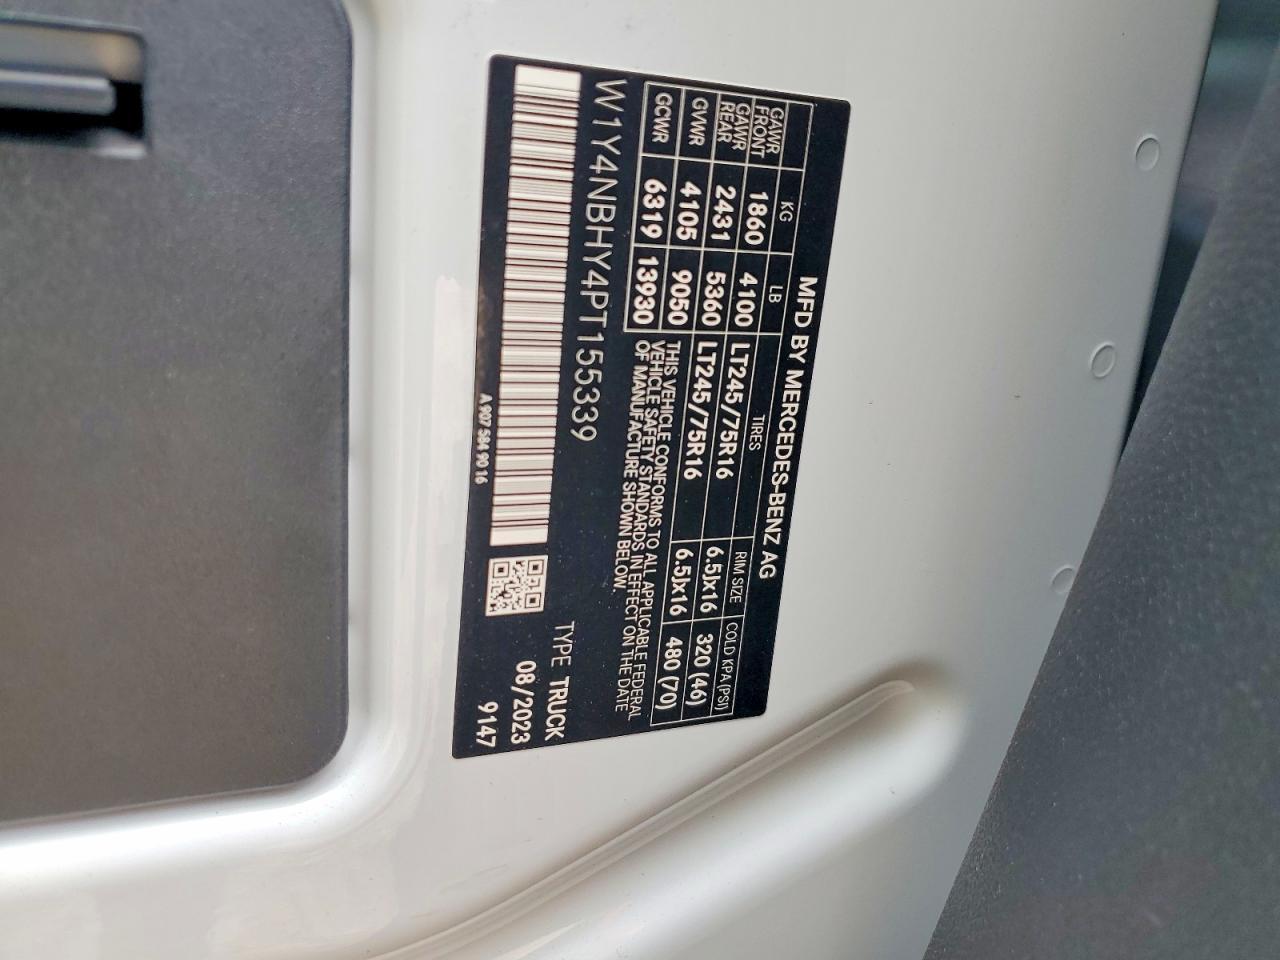 MFD BY MERCEDES-BENZ AG
KG LB TIRES RIM SIZE COLD KPA(PSI)
GAWR FRONT 1860 4100 LT245/75R16 6.5Jx16 320 (46)
GAWR REAR 2431 5360 LT245/75R16 6.5Jx16 480 (70)
GVWR 4105 9050
GCWR 6319 13930
THIS VEHICLE CONFORMS TO ALL APPLICABLE FEDERAL
VEHICLE SAFETY STANDARDS IN EFFECT ON THE DATE
OF MANUFACTURE SHOWN BELOW.
W1Y4NBHY4PT155339
TYPE TRUCK
08/2023
9147
A 907 584 90 16